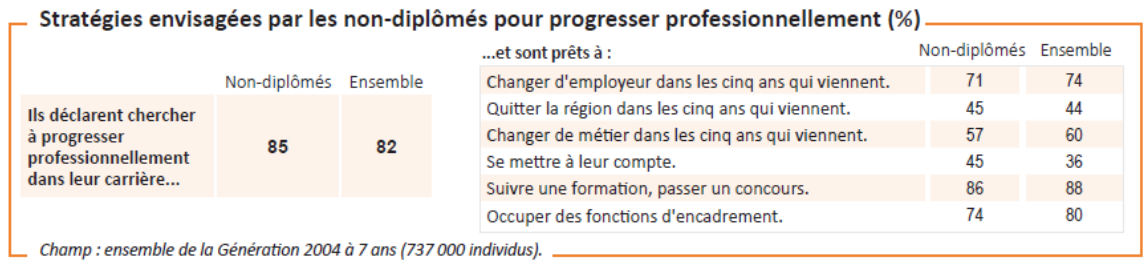 Stratégies envisagées par les non-diplômés pour progresser professionnellement (%)
Non-diplômés Ensemble
Ils déclarent chercher
à progresser
professionnellement
dans leur carrière...
85 82
...et sont prêts à : Non-diplômés Ensemble
Changer d'employeur dans les cinq ans qui viennent. 71 74
Quitter la région dans les cinq ans qui viennent. 45 44
Changer de métier dans les cinq ans qui viennent. 57 60
Se mettre à leur compte. 45 36
Suivre une formation, passer un concours. 86 88
Occuper des fonctions d'encadrement. 74 80
Champ : ensemble de la Génération 2004 à 7 ans (737 000 individus).